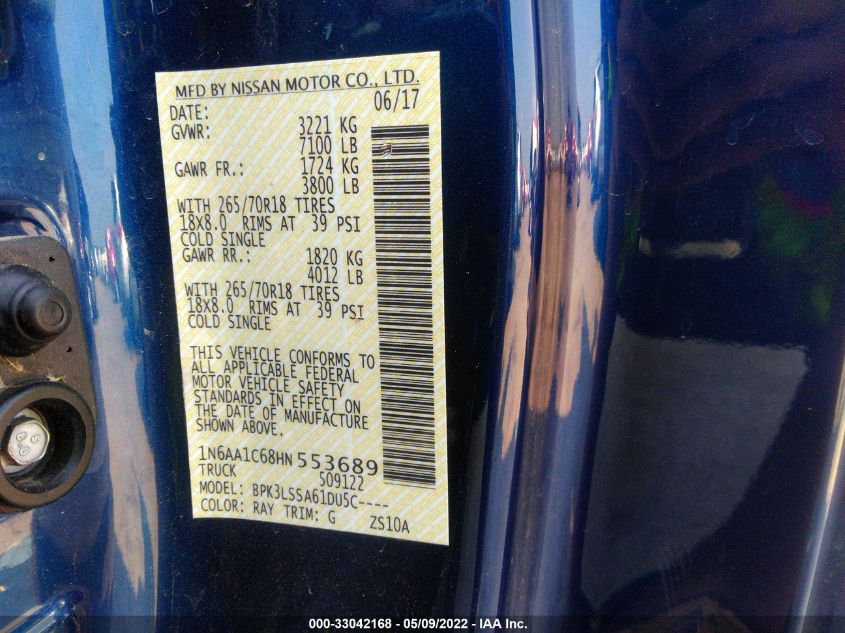 MFD BY NISSAN MOTOR CO., LTD.
DATE: 06/17
GVWR: 3221 KG
7100 LB
GAWR FR.: 1724 KG
3800 LB
WITH 265/70R18 TIRES
18X8.0 RIMS AT 39 PSI
COLD SINGLE
GAWR RR.: 1820 KG
4012 LB
WITH 265/70R18 TIRES
18X8.0 RIMS AT 39 PSI
COLD SINGLE
THIS VEHICLE CONFORMS TO
ALL APPLICABLE FEDERAL
MOTOR VEHICLE SAFETY
STANDARDS IN EFFECT ON
THE DATE OF MANUFACTURE
SHOWN ABOVE.
1N6AA1C68HN553689
TRUCK 509122
MODEL: BPK3LSSA61DU5C----
COLOR: RAY TRIM: G ZS10A
000-33042168 - 05/09/2022 - IAA Inc.